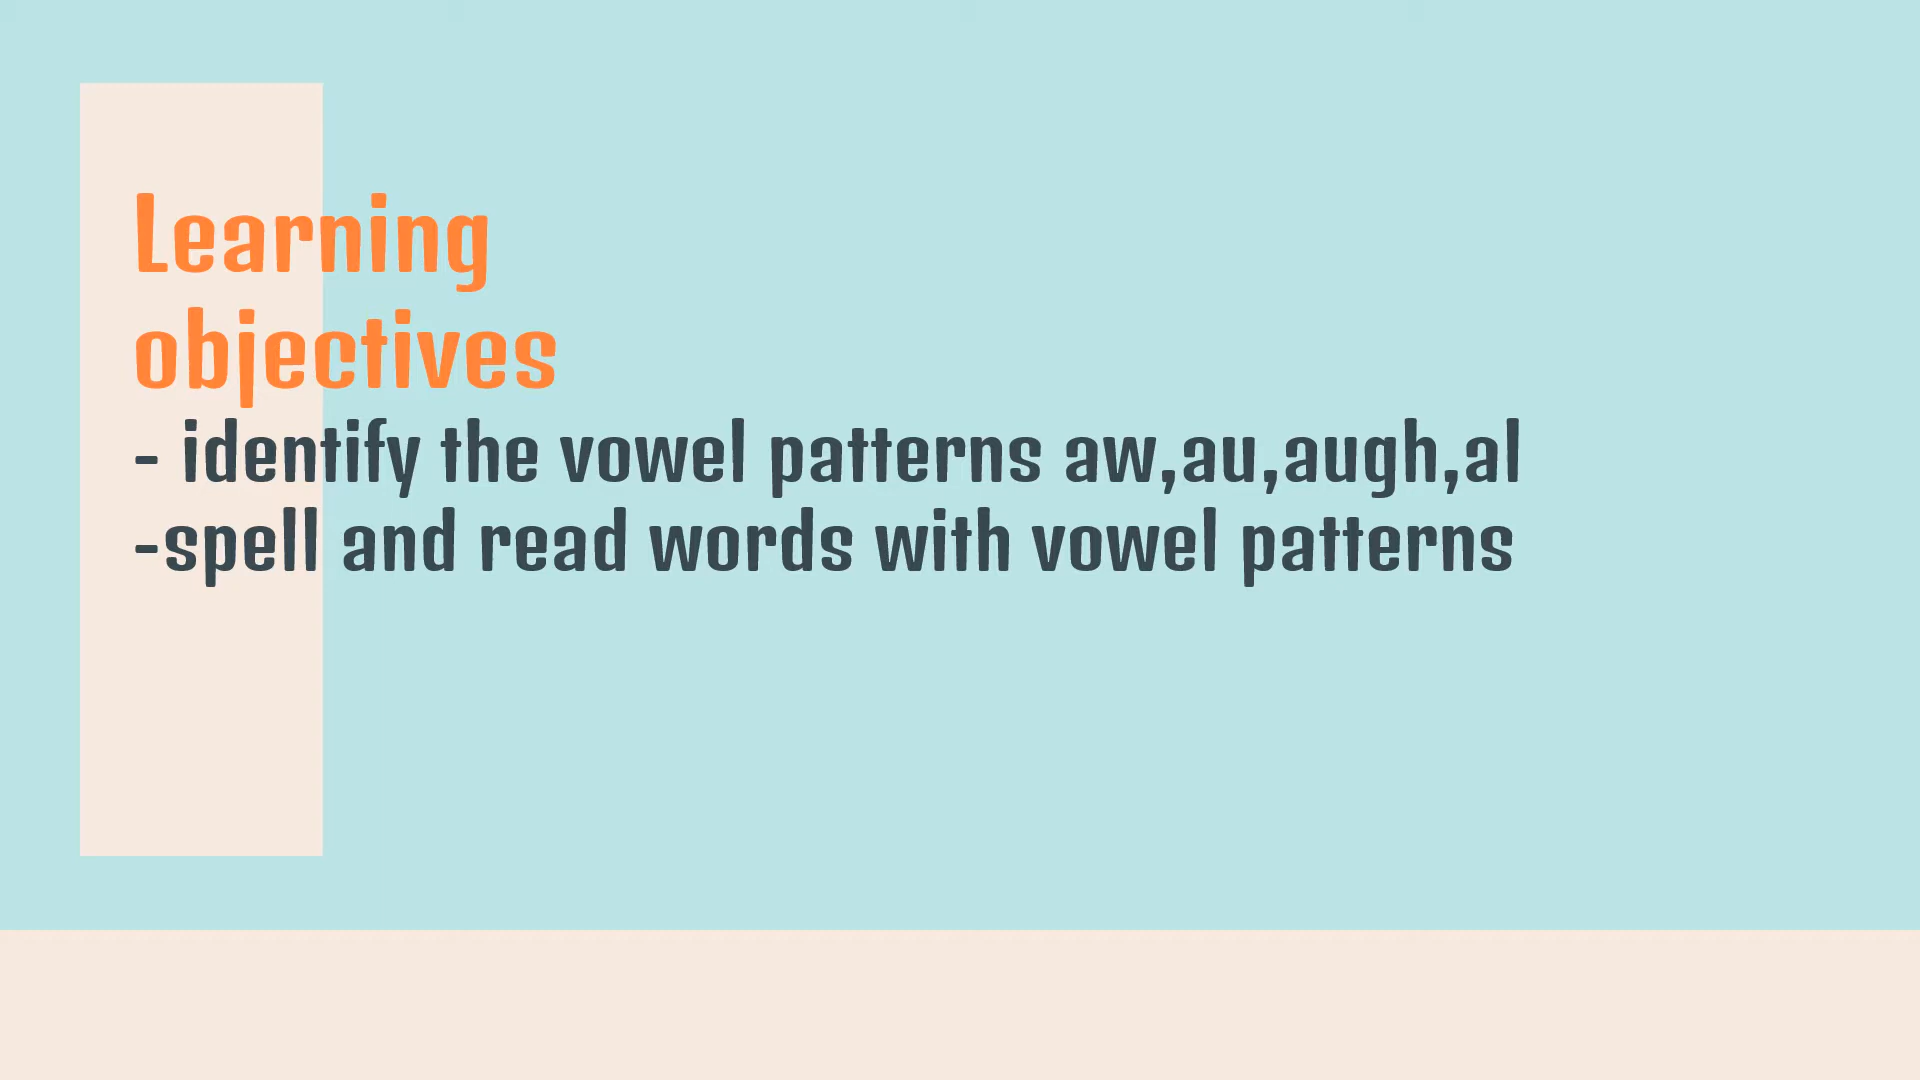 Learning
objectives
- identify the vowel patterns aw,au,augh,al
-spell and read words with vowel patterns